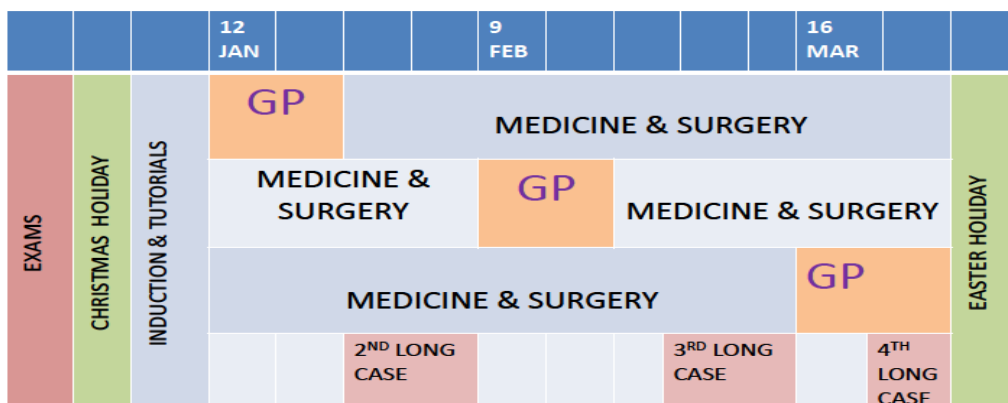 12 JAN
9 FEB
16 MAR
EXAMS
CHRISTMAS HOLIDAY
INDUCTION & TUTORIALS
GP
MEDICINE & SURGERY
MEDICINE &
SURGERY
GP
MEDICINE & SURGERY
MEDICINE & SURGERY
GP
2ND LONG
CASE
3RD LONG
CASE
4TH
LONG
CASE
EASTER HOLIDAY